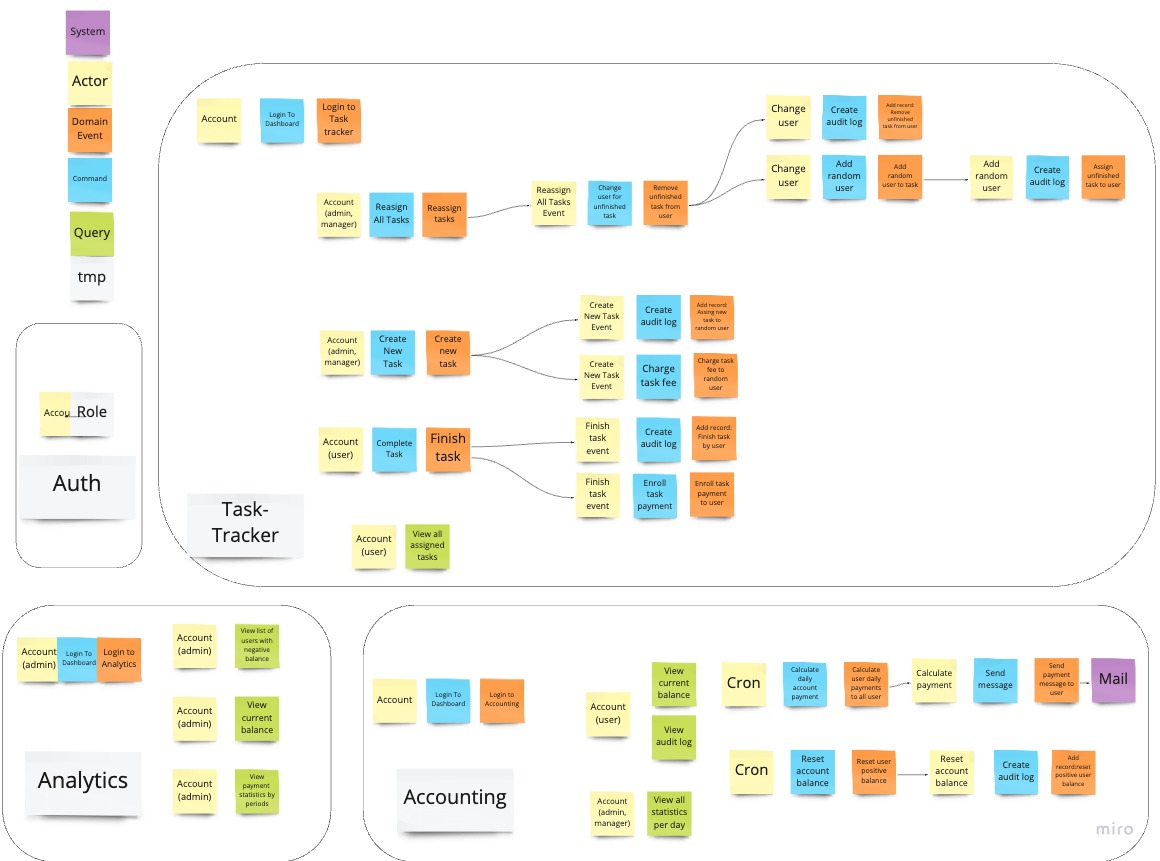 System
Actor
Domain
Event
Command
Query
tmp
Accou
Role
Auth
Account
Login To
Dashboard
Login to
Task
tracker
Account
(admin,
manager)
Reasign
All Tasks
Reassign
tasks
Reassign
All Tasks
Event
Change
user for
unfinished
task
Remove
unfinished
task from
user
Change
user
Create
audit log
Add record:
Remove
unfinished
task from user
Change
user
Add
random
user
Add
random
user to task
Add
random
user
Create
audit log
Assign
unfinished
task to user
Account
(admin,
manager)
Create
New
Task
Create
new
task
Create
New Task
Event
Create
audit log
Add record:
Assing new
task to
random user
Create
New Task
Event
Charge
task fee
Charge task
fee to
random
user
Account
(user)
Complete
Task
Finish
task
Finish
task
event
Create
audit log
Add record:
Finish task
by user
Finish
task
event
Enroll
task
payment
Enroll task
payment
to user
Task-
Tracker
Account
(user)
View all
assigned
tasks
Account
(admin)
Login To
Dashboard
Login to
Analytics
Account
(admin)
View list of
users with
negative
balance
Account
(admin)
View
current
balance
Account
(admin)
View
payment
statistics by
periods
Analytics
Account
Login To
Dashboard
Login to
Accounting
Accounting
Account
(user)
View
current
balance
View
audit log
Account
(admin,
manager)
View all
statistics
per day
Cron
Calculate
daily
account
payment
Calculate
user daily
payments
to all user
Calculate
payment
Send
message
Send
payment
message to
user
Mail
Cron
Reset
account
balance
Reset user
positive
balance
Reset
account
balance
Create
audit log
Add
record:reset
positive user
balance
miro